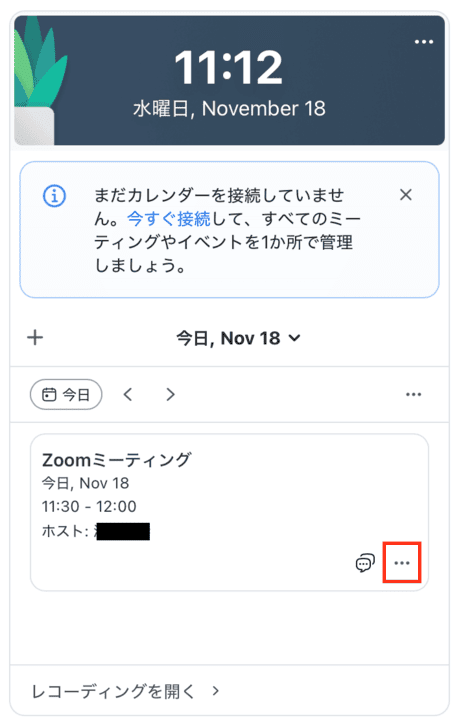 11:12
水曜日, November 18
まだカレンダーを接続していませ
ん。今すぐ接続して、すべてのミー
ティングやイベントを1か所で管理
しましょう。
今日, Nov 18
今日
Zoomミーティング
今日, Nov 18
11:30 - 12:00
ホスト:
レコーディングを開く